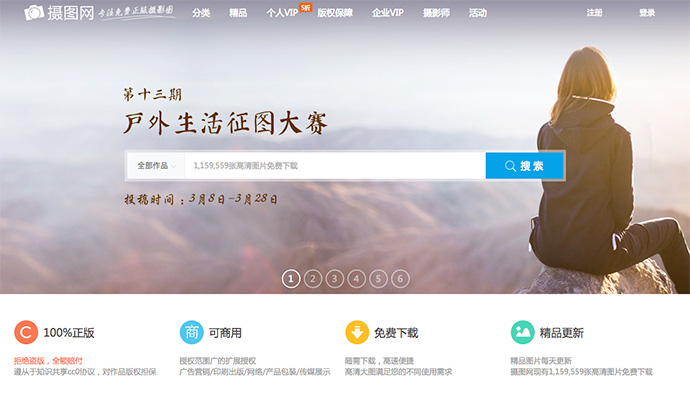 摄图网 专注免费正版摄影图 分类 精品 个人VIP 5折 版权保障 企业VIP 摄影师 活动 注册 登录
第十三期
户外生活征图大赛
全部作品 1,159,559张高清图片免费下载 搜索
投稿时间：3月8日-3月28日
1 2 3 4 5 6
100%正版 可商用 免费下载 精品更新
拒绝盗版，全额赔付 授权范围广的扩展授权 随需下载，高速便捷 精品图片每天更新
遵从于知识共享cc0协议，对作品版权担保 广告营销/印刷出版/网络/产品包装/传媒展示 高清大图满足您的不同使用需求 摄图网现有1,159,559张高清图片免费下载